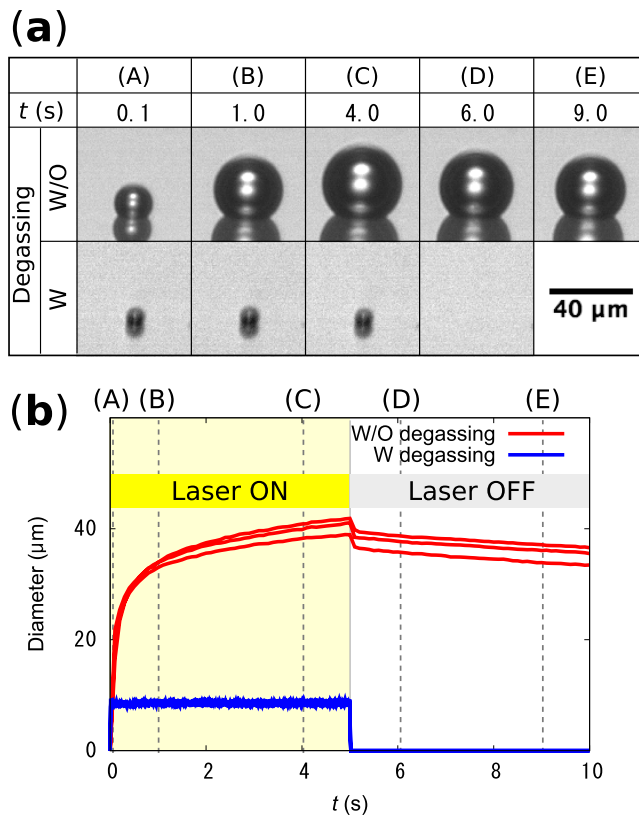 (a)
(A) (B) (C) (D) (E)
t (s) 0.1 1.0 4.0 6.0 9.0
Degassing
W/O
W
40 μm
(b)
(A) (B) (C) (D) (E)
W/O degassing
W degassing
Laser ON Laser OFF
40
20
0
Diameter (μm)
0 2 4 6 8 10
t (s)